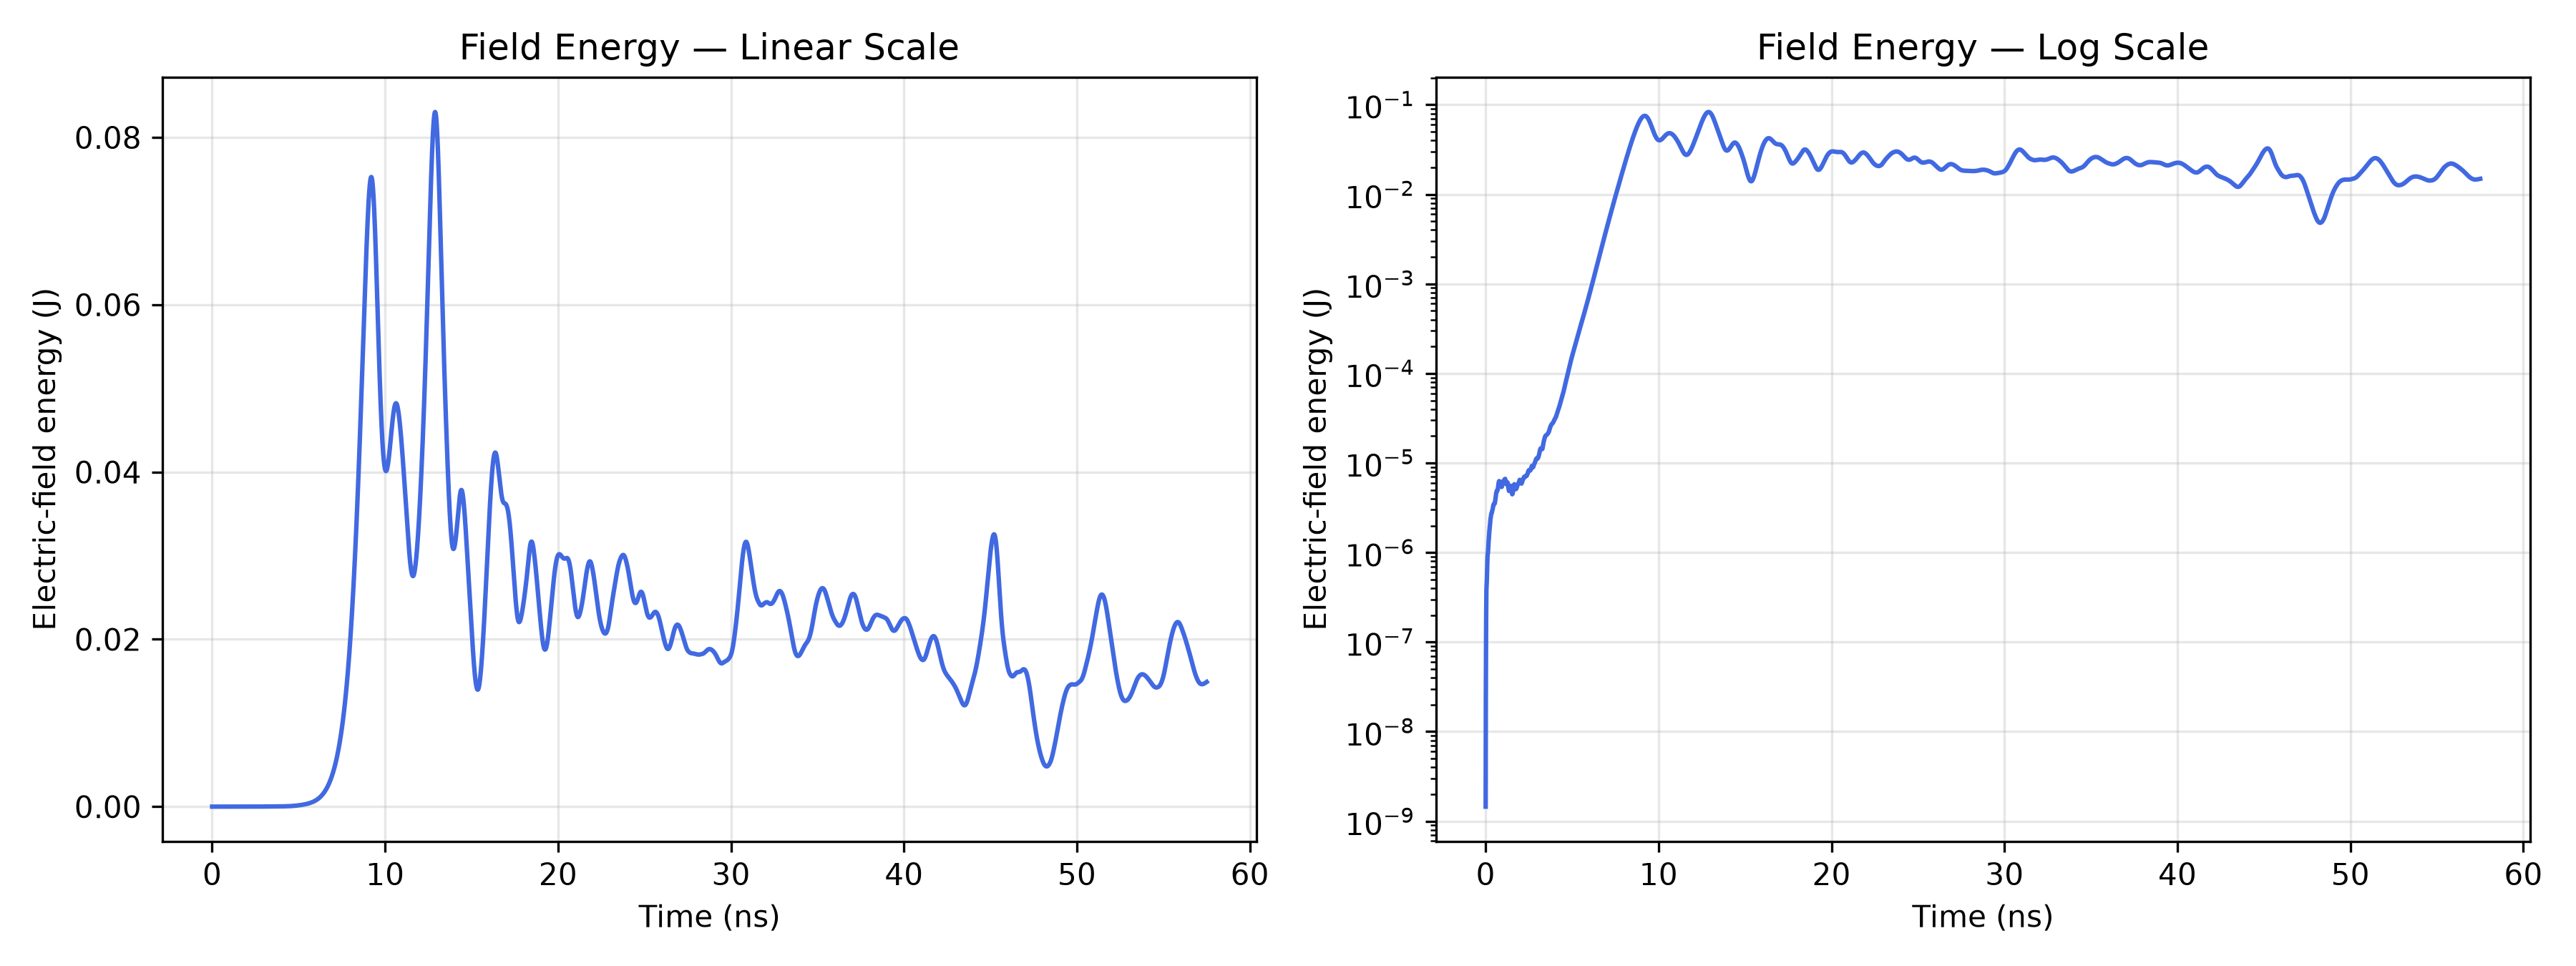 Field Energy — Linear Scale
Electric-field energy (J)
0.08
0.06
0.04
0.02
0.00
0 10 20 30 40 50 60
Time (ns)
Field Energy — Log Scale
Electric-field energy (J)
10⁻¹
10⁻²
10⁻³
10⁻⁴
10⁻⁵
10⁻⁶
10⁻⁷
10⁻⁸
10⁻⁹
0 10 20 30 40 50 60
Time (ns)